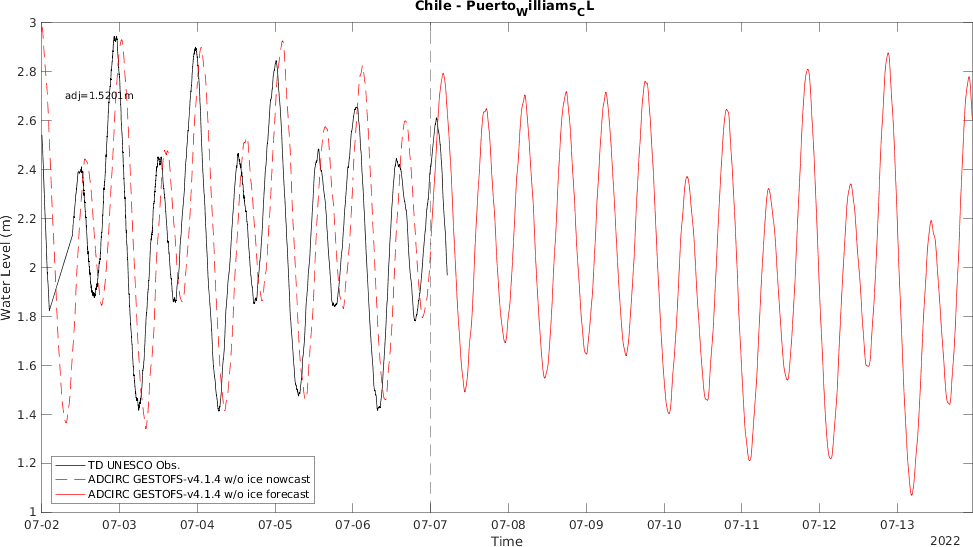 Chile - Puerto_Williams_CL
3
2.8
adj=1.5201m
2.6
2.4
2.2
2
1.8
1.6
1.4
1.2
1
Water Level (m)
TD UNESCO Obs.
ADCIRC GESTOFS-v4.1.4 w/o ice nowcast
ADCIRC GESTOFS-v4.1.4 w/o ice forecast
07-02 07-03 07-04 07-05 07-06 07-07 07-08 07-09 07-10 07-11 07-12 07-13
Time
2022